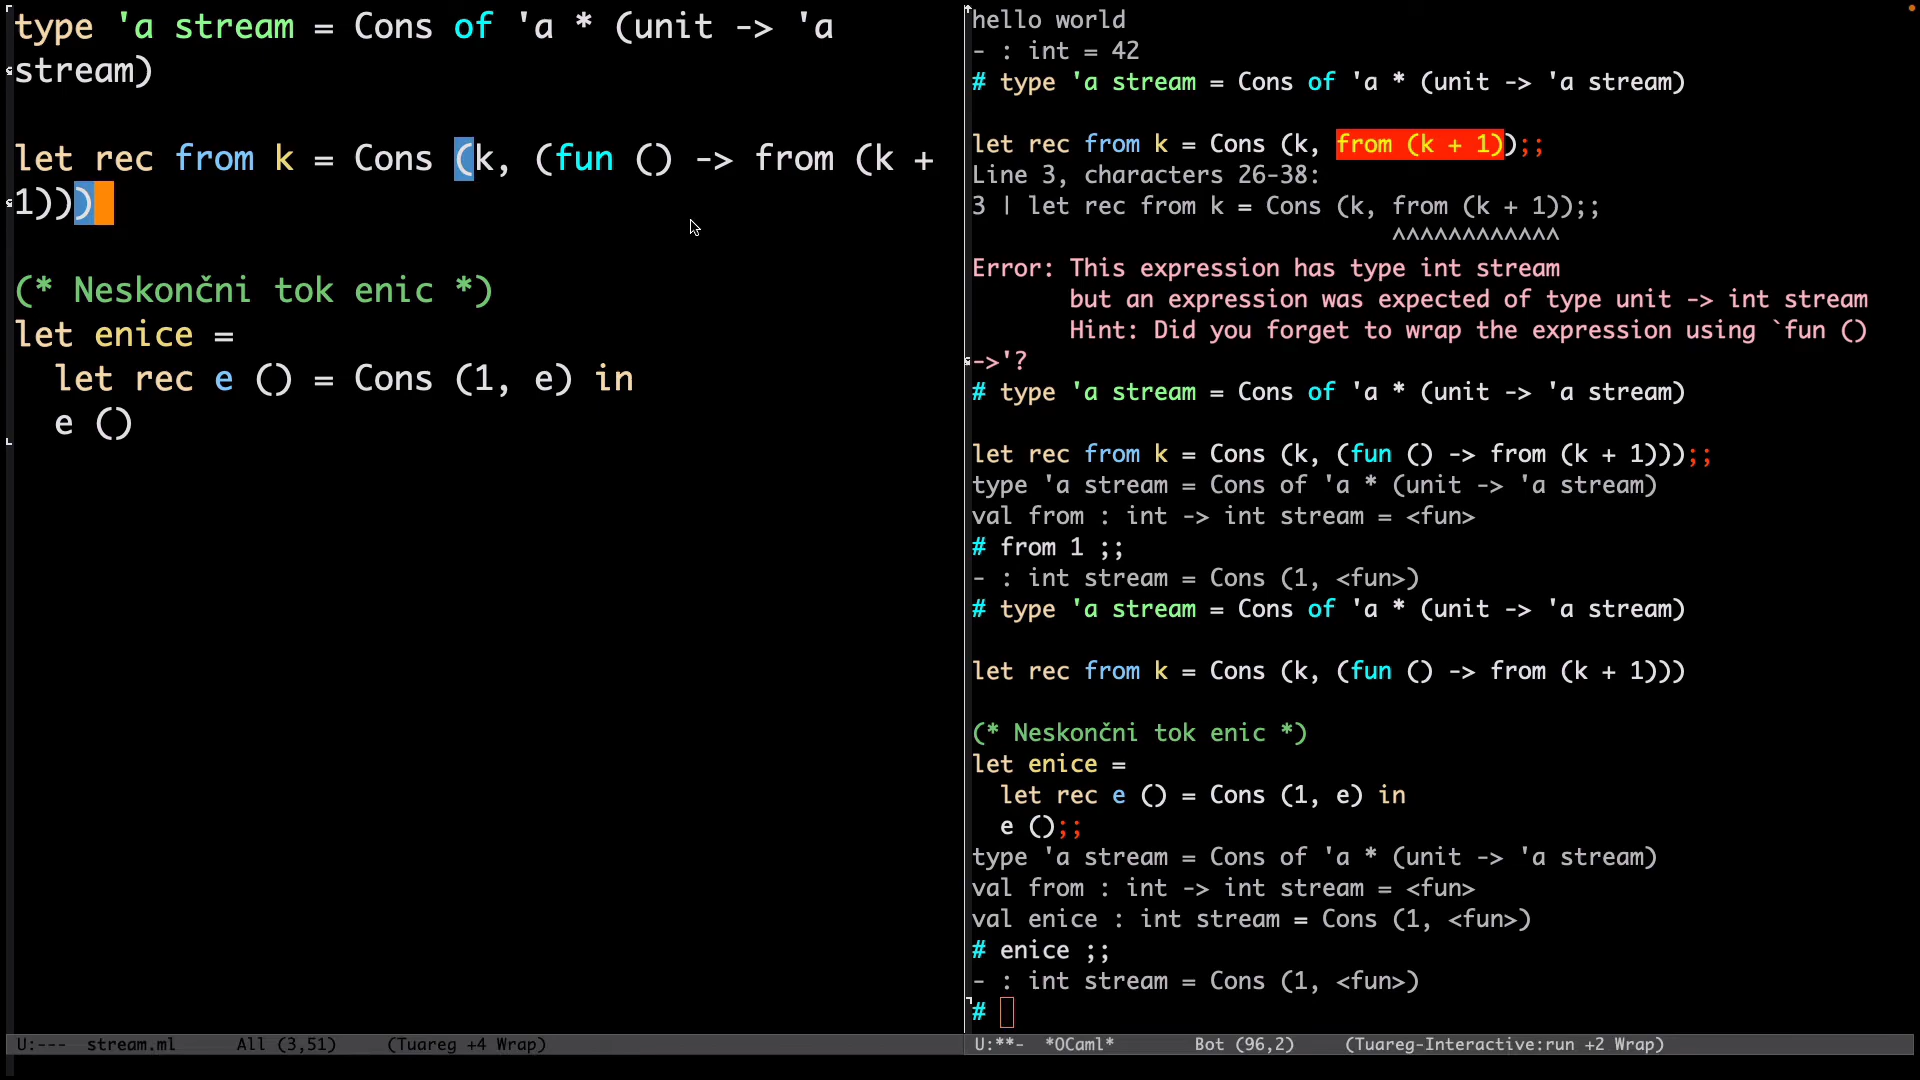 type 'a stream = Cons of 'a * (unit -> 'a
stream)
let rec from k = Cons (k, (fun () -> from (k +
1)))
(* Neskončni tok enic *)
let enice =
  let rec e () = Cons (1, e) in
  e ()
U:---  stream.ml      All (3,51)     (Tuareg +4 Wrap)
hello world
- : int = 42
# type 'a stream = Cons of 'a * (unit -> 'a stream)
let rec from k = Cons (k, from (k + 1));;
Line 3, characters 26-38:
3 | let rec from k = Cons (k, from (k + 1));;
                              ^^^^^^^^^^^^
Error: This expression has type int stream
       but an expression was expected of type unit -> int stream
       Hint: Did you forget to wrap the expression using `fun ()
->'?
# type 'a stream = Cons of 'a * (unit -> 'a stream)
let rec from k = Cons (k, (fun () -> from (k + 1)));;
type 'a stream = Cons of 'a * (unit -> 'a stream)
val from : int -> int stream = <fun>
# from 1 ;;
- : int stream = Cons (1, <fun>)
# type 'a stream = Cons of 'a * (unit -> 'a stream)
let rec from k = Cons (k, (fun () -> from (k + 1)))
(* Neskončni tok enic *)
let enice =
  let rec e () = Cons (1, e) in
  e ();;
type 'a stream = Cons of 'a * (unit -> 'a stream)
val from : int -> int stream = <fun>
val enice : int stream = Cons (1, <fun>)
# enice ;;
- : int stream = Cons (1, <fun>)
#
U:**-  *OCaml*        Bot (96,2)     (Tuareg-Interactive:run +2 Wrap)